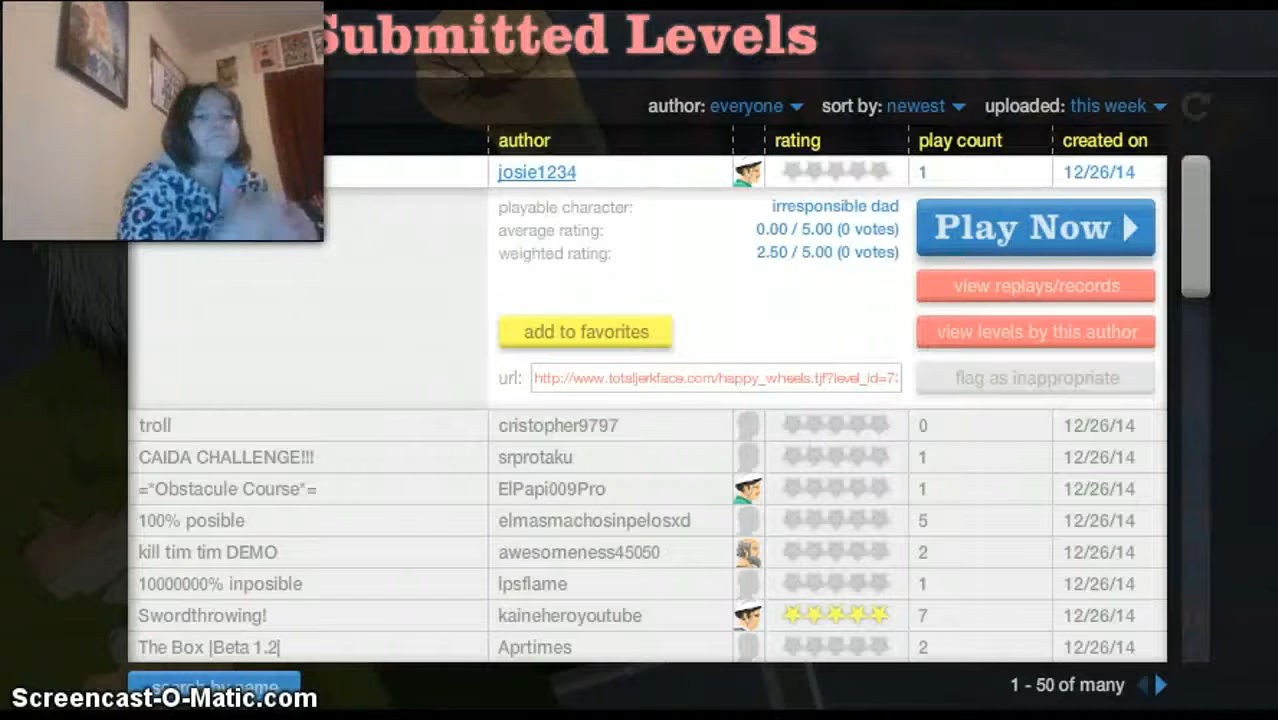 Submitted Levels
author: everyone sort by: newest uploaded: this week
author rating play count created on
josie1234 1 12/26/14
playable character: irresponsible dad
average rating: 0.00 / 5.00 (0 votes)
weighted rating: 2.50 / 5.00 (0 votes)
Play Now
view replays/records
add to favorites
view levels by this author
url: http://www.totaljerkface.com/happy_wheels.tjf?level_id=7
flag as inappropriate
troll cristopher9797 0 12/26/14
CAIDA CHALLENGE!!! srprotaku 1 12/26/14
="Obstacule Course"= ElPapi009Pro 1 12/26/14
100% posible elmasmachosinpelosxd 5 12/26/14
kill tim tim DEMO awesomeness45050 2 12/26/14
10000000% inposible lpsflame 1 12/26/14
Swordthrowing! kaineheroyoutube 7 12/26/14
The Box [Beta 1.2] Aprtimes 2 12/26/14
search by name
Screencast-O-Matic.com
1 - 50 of many